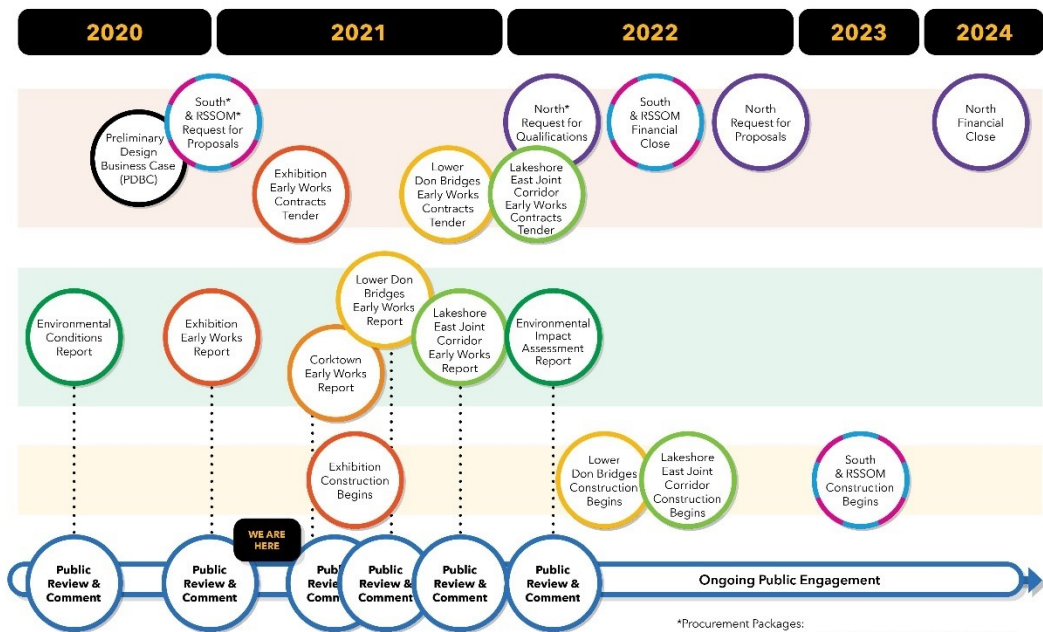 2020
2021
2022
2023
2024
Preliminary
Design
Business Case
(PDBC)
South*
& RSSOM*
Request for
Proposals
Exhibition
Early Works
Contracts
Tender
Lower
Don Bridges
Early Works
Contracts
Tender
North*
Request for
Qualifications
Lakeshore
East Joint
Corridor
Early Works
Contracts
Tender
South
& RSSOM
Financial
Close
North
Request for
Proposals
North
Financial
Close
Environmental
Conditions
Report
Exhibition
Early Works
Report
Corktown
Early Works
Report
Lower Don
Bridges
Early Works
Report
Lakeshore
East Joint
Corridor
Early Works
Report
Environmental
Impact
Assessment
Report
Exhibition
Construction
Begins
Lower
Don Bridges
Construction
Begins
Lakeshore
East Joint
Corridor
Construction
Begins
South
& RSSOM
Construction
Begins
WE ARE
HERE
Public
Review &
Comment
Public
Review &
Comment
Public
Review &
Comment
Public
Review &
Comment
Public
Review &
Comment
Public
Review &
Comment
Ongoing Public Engagement
*Procurement Packages: